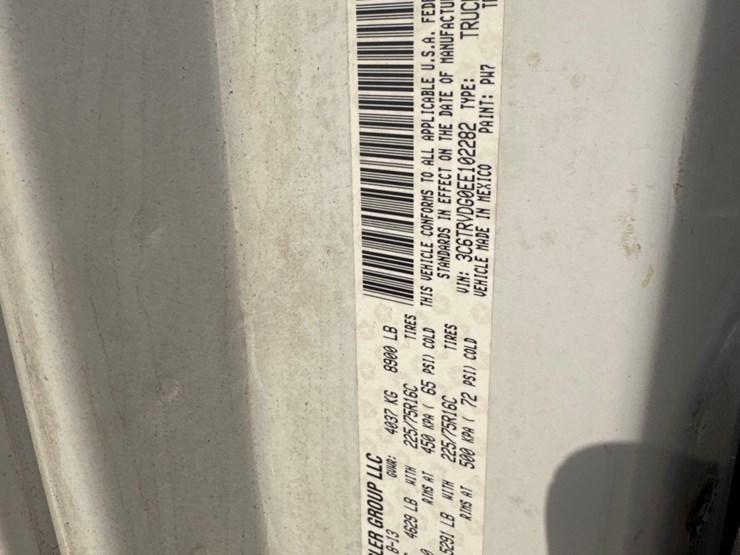 LER GROUP LLC
8-13 GVWR: 4037 KG 8900 LB
4629 LB WITH 225/75R16C TIRES
RIMS AT 450 KPA ( 65 PSI) COLD
5291 LB WITH 225/75R16C TIRES
RIMS AT 500 KPA ( 72 PSI) COLD
THIS VEHICLE CONFORMS TO ALL APPLICABLE U.S.A. FEDE
STANDARDS IN EFFECT ON THE DATE OF MANUFACTU
VIN: 3C6TRVDG0EE102282 TYPE: TRUC
VEHICLE MADE IN MEXICO PAINT: PW7